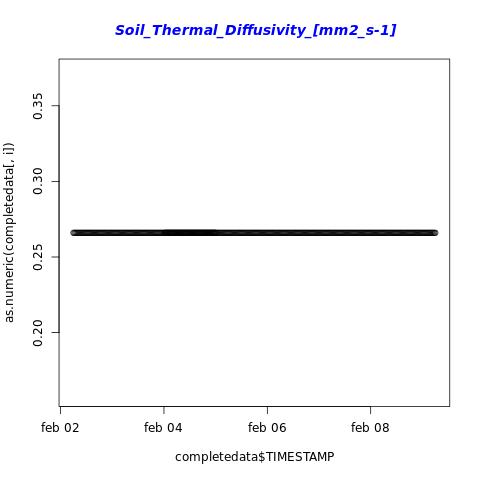 Soil_Thermal_Diffusivity_[mm2_s-1]
as.numeric(completedata[, i])
0.35
0.30
0.25
0.20
feb 02 feb 04 feb 06 feb 08
completedata$TIMESTAMP